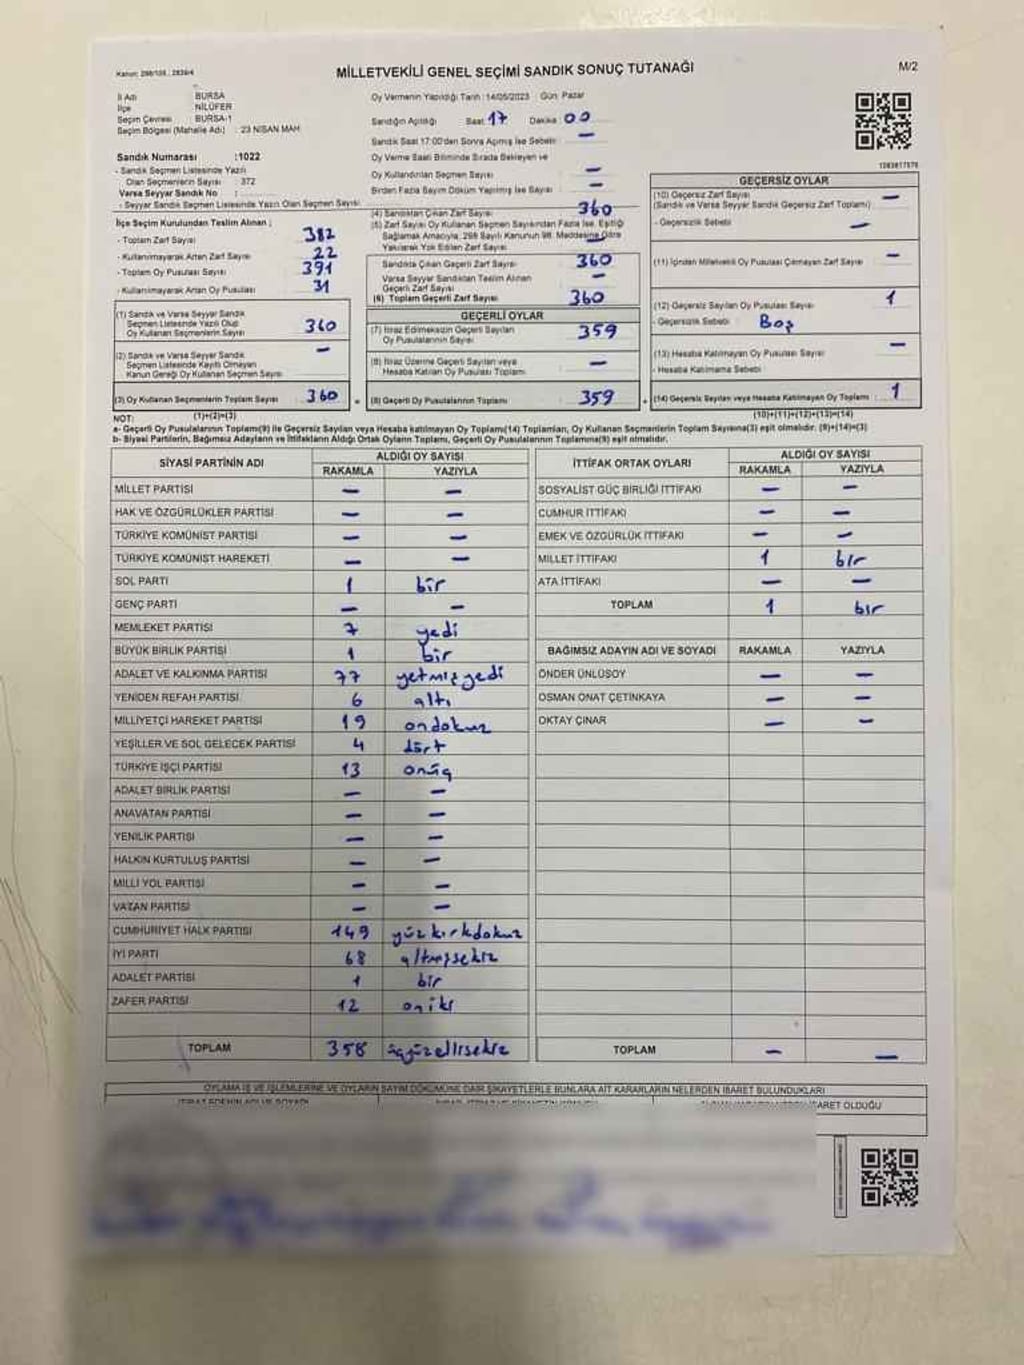 Kanun: 298/105 , 2839/4
MİLLETVEKİLİ GENEL SEÇİMİ SANDIK SONUÇ TUTANAĞI
M/2
İl Adı : BURSA
İlçe : NİLÜFER
Seçim Çevresi : BURSA-1
Seçim Bölgesi (Mahalle Adı) : 23 NİSAN MAH
Sandık Numarası :1022
- Sandık Seçmen Listesinde Yazılı
Olan Seçmenlerin Sayısı : 372
Varsa Seyyar Sandık No :
- Seyyar Sandık Seçmen Listesinde Yazılı Olan Seçmen Sayısı:
İlçe Seçim Kurulundan Teslim Alınan ;
- Toplam Zarf Sayısı 382
- Kullanılmayarak Artan Zarf Sayısı 22
- Toplam Oy Pusulası Sayısı 391
- Kullanılmayarak Artan Oy Pusulası 31
(1) Sandık ve Varsa Seyyar Sandık
Seçmen Listesinde Yazılı Olup
Oy Kullanan Seçmenlerin Sayısı 360
(2) Sandık ve Varsa Seyyar Sandık
Seçmen Listesinde Kayıtlı Olmayan
Kanun Gereği Oy Kullanan Seçmen Sayısı —
(3) Oy Kullanan Seçmenlerin Toplam Sayısı 360
Oy Vermenin Yapıldığı Tarih :14/05/2023 Gün: Pazar
Sandığın Açıldığı Saat 17 Dakika 00
Sandık Saat 17:00'den Sonra Açılmış İse Sebebi —
Oy Verme Saati Bitiminde Sırada Bekleyen ve
Oy Kullandırılan Seçmen Sayısı —
Birden Fazla Sayım Döküm Yapılmış İse Sayısı —
(4) Sandıktan Çıkan Zarf Sayısı 360
(5) Zarf Sayısı Oy Kullanan Seçmen Sayısından Fazla İse, Eşitliği
Sağlamak Amacıyla, 298 Sayılı Kanunun 98. Maddesine Göre
Yakılarak Yok Edilen Zarf Sayısı —
Sandıkta Çıkan Geçerli Zarf Sayısı 360
Varsa Seyyar Sandıktan Teslim Alınan
Geçerli Zarf Sayısı —
(6) Toplam Geçerli Zarf Sayısı 360
GEÇERLİ OYLAR
(7) İtiraz Edilmeksizin Geçerli Sayılan
Oy Pusulalarının Sayısı 359
(8) İtiraz Üzerine Geçerli Sayılan veya
Hesaba Katılan Oy Pusulası Toplamı —
= (9) Geçerli Oy Pusulalarının Toplamı 359
GEÇERSİZ OYLAR
(10) Geçersiz Zarf Sayısı —
(Sandık ve Varsa Seyyar Sandık Geçersiz Zarf Toplamı)
- Geçersizlik Sebebi —
(11) İçinden Milletvekili Oy Pusulası Çıkmayan Zarf Sayısı —
(12) Geçersiz Sayılan Oy Pusulası Sayısı 1
- Geçersizlik Sebebi Boş
(13) Hesaba Katılmayan Oy Pusulası Sayısı —
- Hesaba Katılmama Sebebi
+ (14) Geçersiz Sayılan veya Hesaba Katılmayan Oy Toplamı 1
NOT: (1)+(2)=(3) (10)+(11)+(12)+(13)=(14)
a- Geçerli Oy Pusulalarının Toplamı(9) ile Geçersiz Sayılan veya Hesaba Katılmayan Oy Toplamı(14) Toplamları, Oy Kullanan Seçmenlerin Toplam Sayısına(3) eşit olmalıdır. (9)+(14)=(3)
b- Siyasi Partilerin, Bağımsız Adayların ve İttifakların Aldığı Ortak Oyların Toplamı, Geçerli Oy Pusulalarının Toplamına(9) eşit olmalıdır.
SİYASİ PARTİNİN ADI ALDIĞI OY SAYISI
RAKAMLA YAZIYLA
MİLLET PARTİSİ — —
HAK VE ÖZGÜRLÜKLER PARTİSİ — —
TÜRKİYE KOMÜNİST PARTİSİ — —
TÜRKİYE KOMÜNİST HAREKETİ — —
SOL PARTİ 1 bir
GENÇ PARTİ — —
MEMLEKET PARTİSİ 7 yedi
BÜYÜK BİRLİK PARTİSİ 1 bir
ADALET VE KALKINMA PARTİSİ 77 yetmişyedi
YENİDEN REFAH PARTİSİ 6 altı
MİLLİYETÇİ HAREKET PARTİSİ 19 ondokuz
YEŞİLLER VE SOL GELECEK PARTİSİ 4 dört
TÜRKİYE İŞÇİ PARTİSİ 13 onüç
ADALET BİRLİK PARTİSİ — —
ANAVATAN PARTİSİ — —
YENİLİK PARTİSİ — —
HALKIN KURTULUŞ PARTİSİ — —
MİLLİ YOL PARTİSİ — —
VATAN PARTİSİ — —
CUMHURİYET HALK PARTİSİ 149 yüzkırkdokuz
İYİ PARTİ 68 altmışsekiz
ADALET PARTİSİ 1 bir
ZAFER PARTİSİ 12 oniki
TOPLAM 358 üçyüzellisekiz
İTTİFAK ORTAK OYLARI ALDIĞI OY SAYISI
RAKAMLA YAZIYLA
SOSYALİST GÜÇ BİRLİĞİ İTTİFAKI — —
CUMHUR İTTİFAKI — —
EMEK VE ÖZGÜRLÜK İTTİFAKI — —
MİLLET İTTİFAKI 1 bir
ATA İTTİFAKI — —
TOPLAM 1 bir
BAĞIMSIZ ADAYIN ADI VE SOYADI RAKAMLA YAZIYLA
ÖNDER ÜNLÜSOY — —
OSMAN ONAT ÇETİNKAYA — —
OKTAY ÇINAR — —
TOPLAM — —
OYLAMA İŞ VE İŞLEMLERİNE VE OYLARIN SAYIM DÖKÜMÜNE DAİR ŞİKAYETLERLE BUNLARA AİT KARARLARIN NELERDEN İBARET BULUNDUKLARI